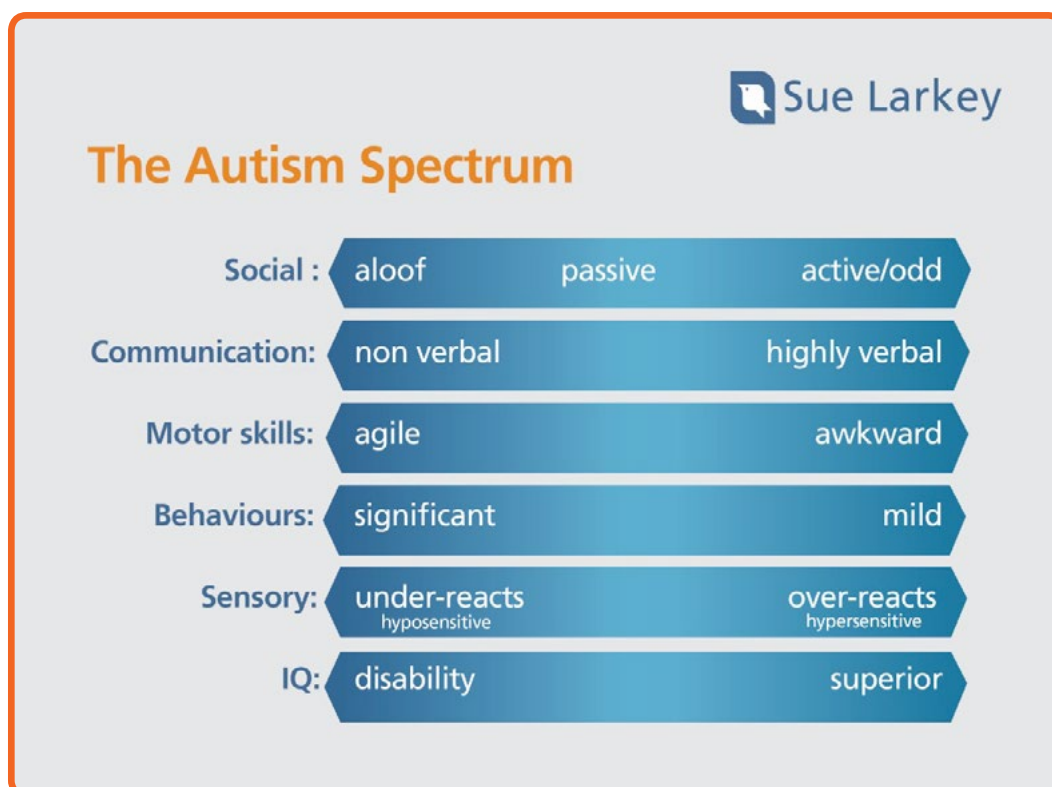 Sue Larkey
The Autism Spectrum
Social : aloof passive active/odd
Communication: non verbal highly verbal
Motor skills: agile awkward
Behaviours: significant mild
Sensory: under-reacts over-reacts
hyposensitive hypersensitive
IQ: disability superior